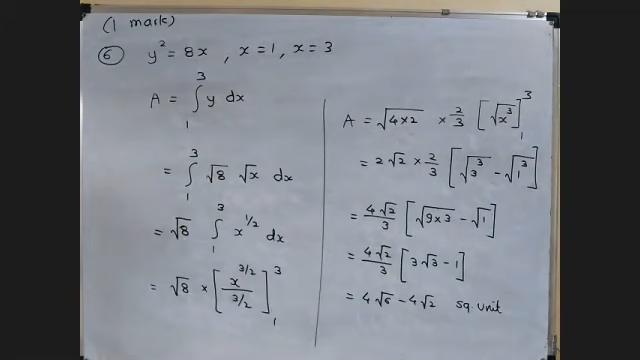 (1 mark)
⑥ y² = 8x , x = 1, x = 3
A = ∫₁³ y dx
= ∫₁³ √8 √x dx
= √8 ∫₁³ x^(1/2) dx
= √8 × [x^(3/2) / (3/2)]₁³
A = √(4×2) × 2/3 [√(x³)]₁³
= 2√2 × 2/3 [√(3³) − √(1³)]
= 4√2/3 [√(9×3) − √1]
= 4√2/3 [3√3 − 1]
= 4√6 − 4√2 sq. unit